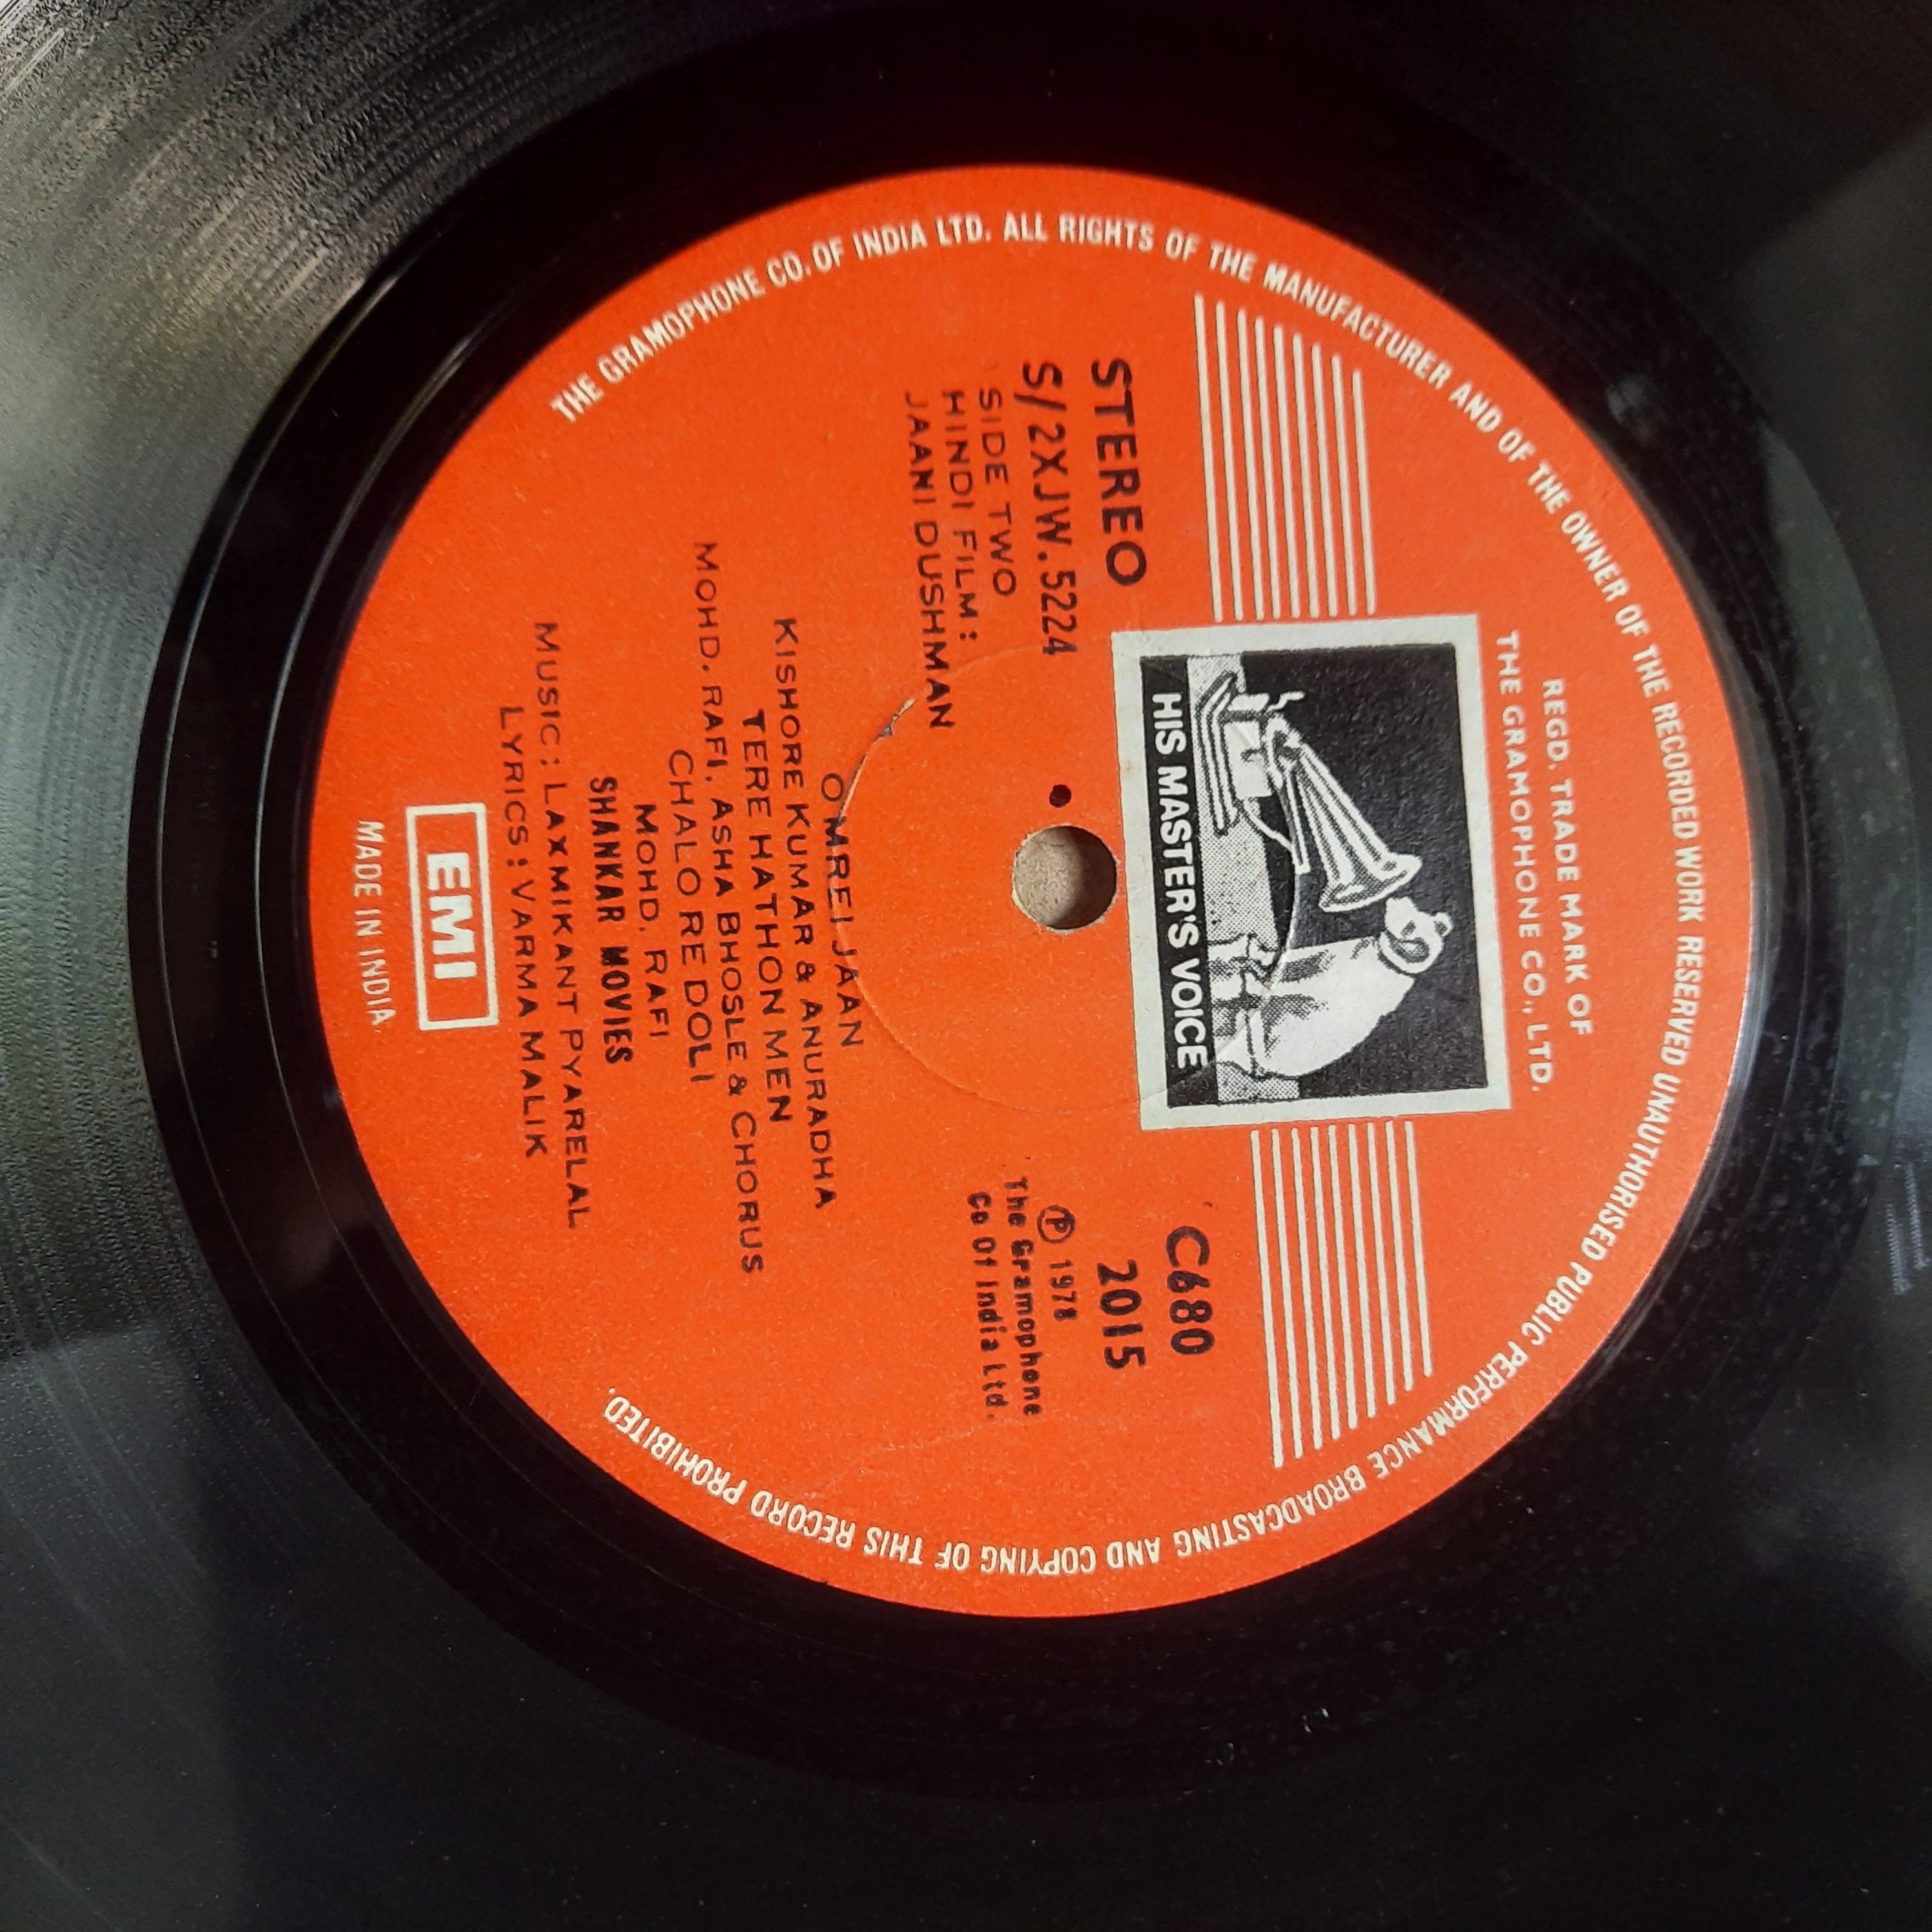 THE GRAMOPHONE CO. OF INDIA LTD. ALL RIGHTS OF THE MANUFACTURER AND OF THE OWNER OF THE RECORDED WORK RESERVED UNAUTHORISED PUBLIC PERFORMANCE BROADCASTING AND COPYING OF THIS RECORD PROHIBITED.
REGD. TRADE MARK OF
THE GRAMOPHONE CO., LTD.
HIS MASTER'S VOICE
STEREO
S/2XJW.5224
SIDE TWO
HINDI FILM:
JAANI DUSHMAN
C680
2015
Ⓟ 1978
The Gramophone
Co Of India Ltd.
O MREI JAAN
KISHORE KUMAR & ANURADHA
TERE HATHON MEN
MOHD. RAFI, ASHA BHOSLE & CHORUS
CHALO RE DOLI
MOHD. RAFI
SHANKAR MOVIES
MUSIC: LAXMIKANT PYARELAL
LYRICS: VARMA MALIK
EMI
MADE IN INDIA